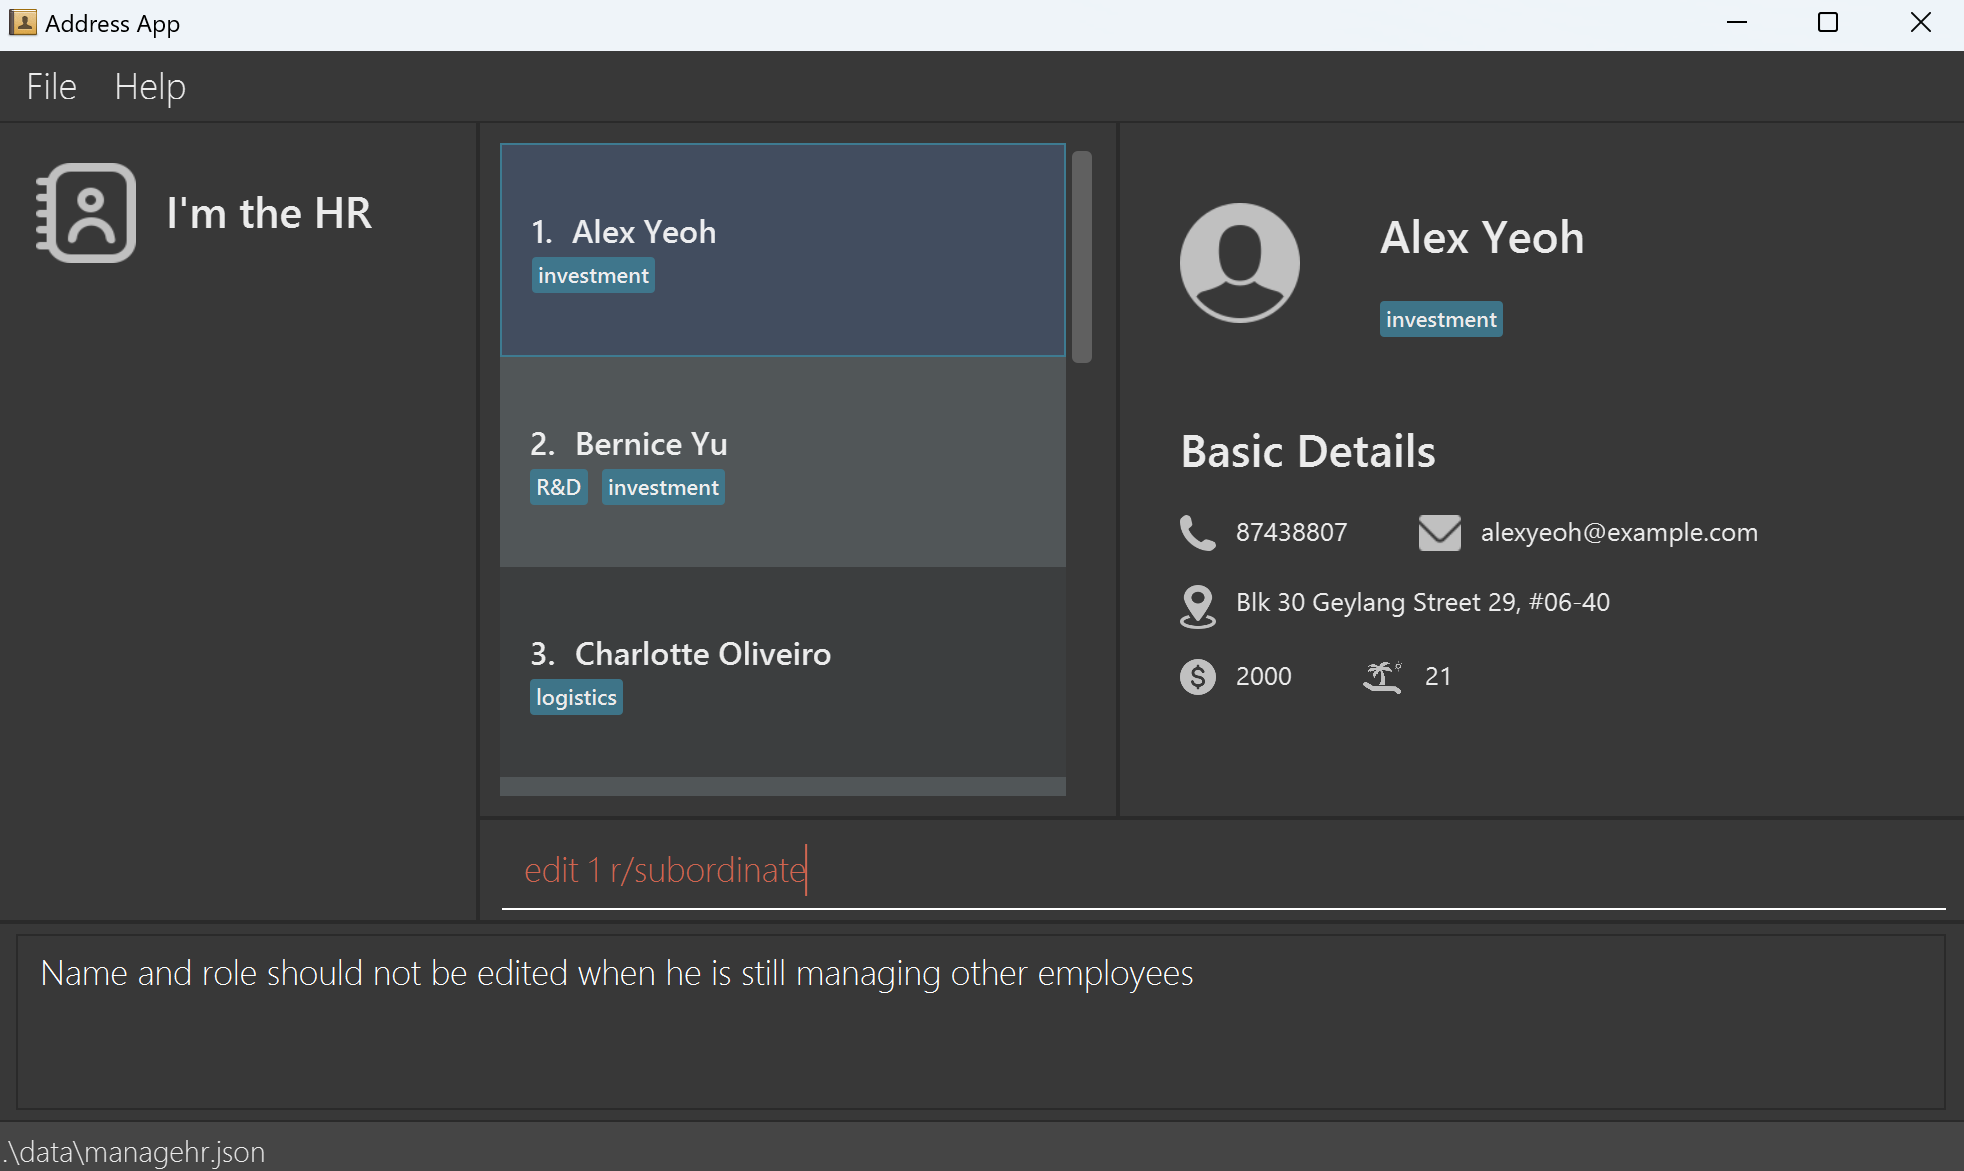 Address App
File Help
I'm the HR
1. Alex Yeoh
investment
2. Bernice Yu
R&D investment
3. Charlotte Oliveiro
logistics
Alex Yeoh
investment
Basic Details
87438807 alexyeoh@example.com
Blk 30 Geylang Street 29, #06-40
$ 2000 21
edit 1 r/subordinate
Name and role should not be edited when he is still managing other employees
.\data\managehr.json